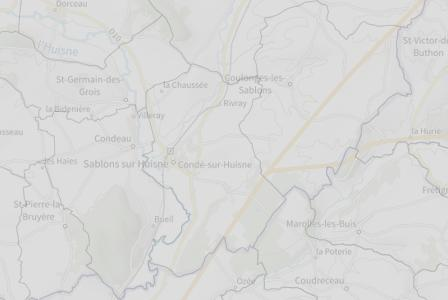 Dorceau
D10
l'Huisne
St-Victor-de-
Buthon
St-Germain-des-
Grois
la Chaussée
Coulonges-les-
Sablons
Rivray
la Bidenière
Villeray
la Hurie
Condeau
les Haies
Sablons sur Huisne
Condé-sur-Huisne
St-Pierre-la-
Bruyère
Bueil
Marolles-les-Buis
la Poterie
Coudreceau